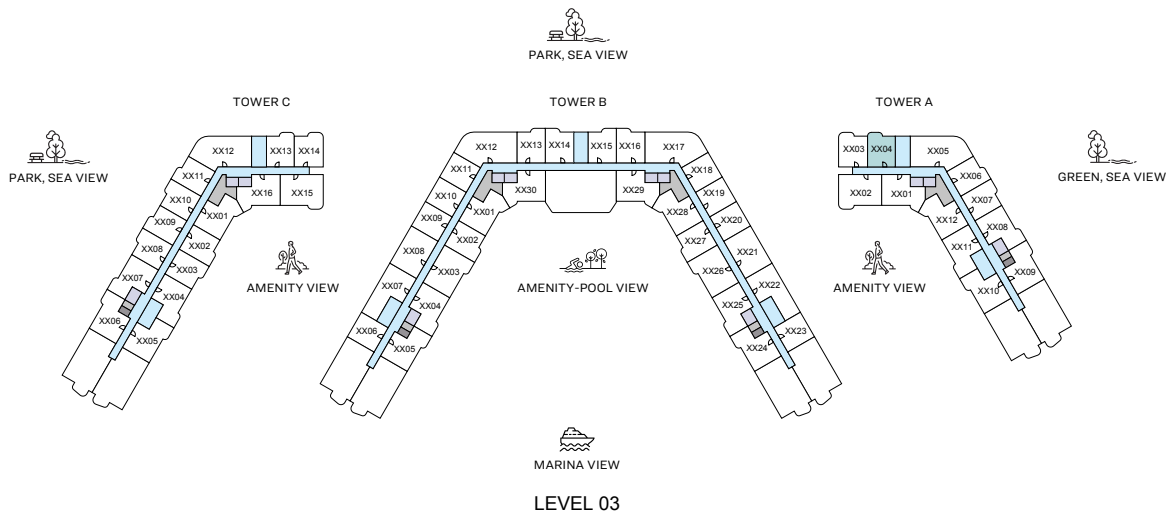 PARK, SEA VIEW
TOWER C
TOWER B
TOWER A
PARK, SEA VIEW
GREEN, SEA VIEW
XX12
XX13
XX14
XX11
XX16
XX15
XX10
XX01
XX09
XX02
XX08
XX03
XX07
XX04
XX06
XX05
XX12
XX13
XX14
XX15
XX16
XX17
XX11
XX30
XX29
XX18
XX10
XX01
XX28
XX19
XX09
XX02
XX27
XX20
XX08
XX03
XX26
XX21
XX07
XX04
XX25
XX22
XX06
XX05
XX24
XX23
XX03
XX04
XX05
XX02
XX01
XX06
XX12
XX07
XX11
XX08
XX10
XX09
AMENITY VIEW
AMENITY-POOL VIEW
AMENITY VIEW
MARINA VIEW
LEVEL 03